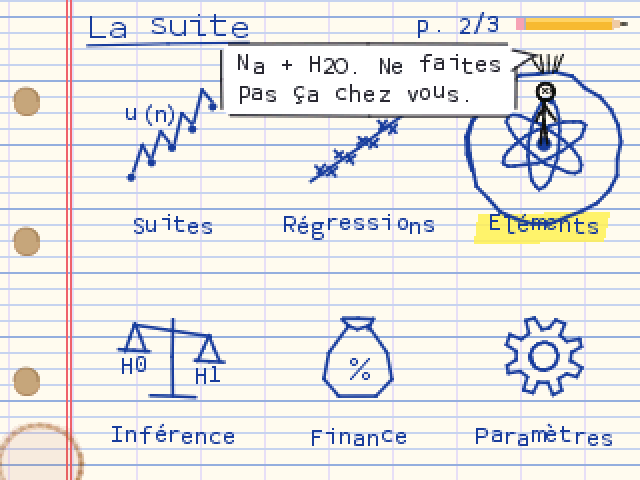 La suite
p. 2/3
Na + H2O. Ne faites
pas ça chez vous.
u(n)
Suites
Régressions
Eléments
H0
H1
%
Inférence
Finance
Paramètres